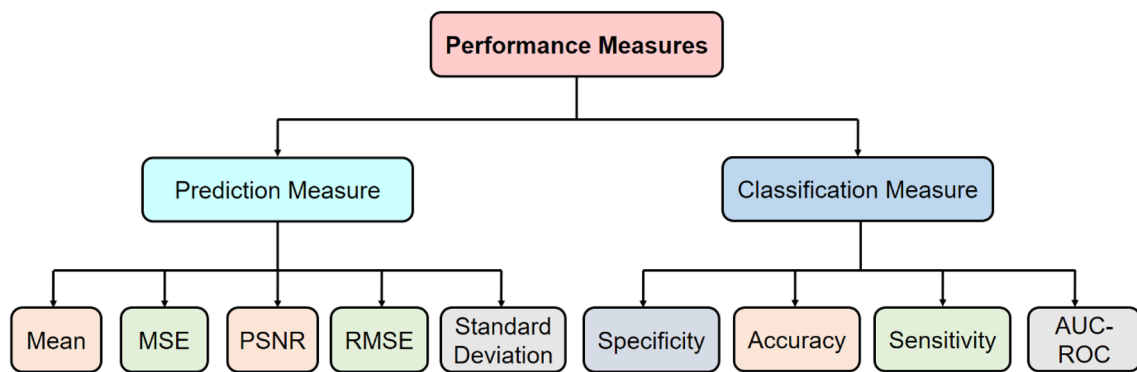 Performance Measures
Prediction Measure
Classification Measure
Mean
MSE
PSNR
RMSE
Standard
Deviation
Specificity
Accuracy
Sensitivity
AUC-
ROC